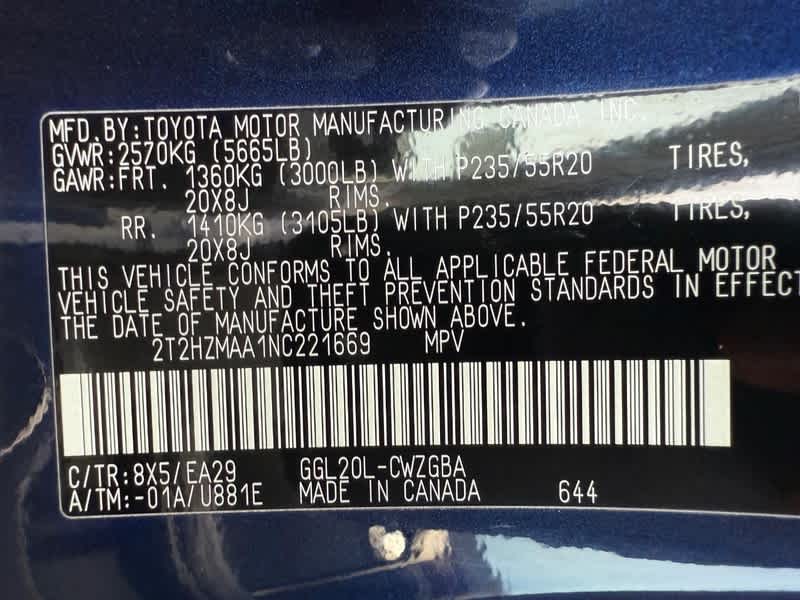 MFD.BY:TOYOTA MOTOR MANUFACTURING CANADA INC.
GVWR:2570KG (5665LB)
GAWR:FRT. 1360KG (3000LB) WITH P235/55R20 TIRES,
20X8J RIMS.
RR. 1410KG (3105LB) WITH P235/55R20 TIRES,
20X8J RIMS.
THIS VEHICLE CONFORMS TO ALL APPLICABLE FEDERAL MOTOR
VEHICLE SAFETY AND THEFT PREVENTION STANDARDS IN EFFECT
THE DATE OF MANUFACTURE SHOWN ABOVE.
2T2HZMAA1NC221669 MPV
C/TR:8X5/EA29 GGL20L-CWZGBA
A/TM:-01A/U881E MADE IN CANADA 644